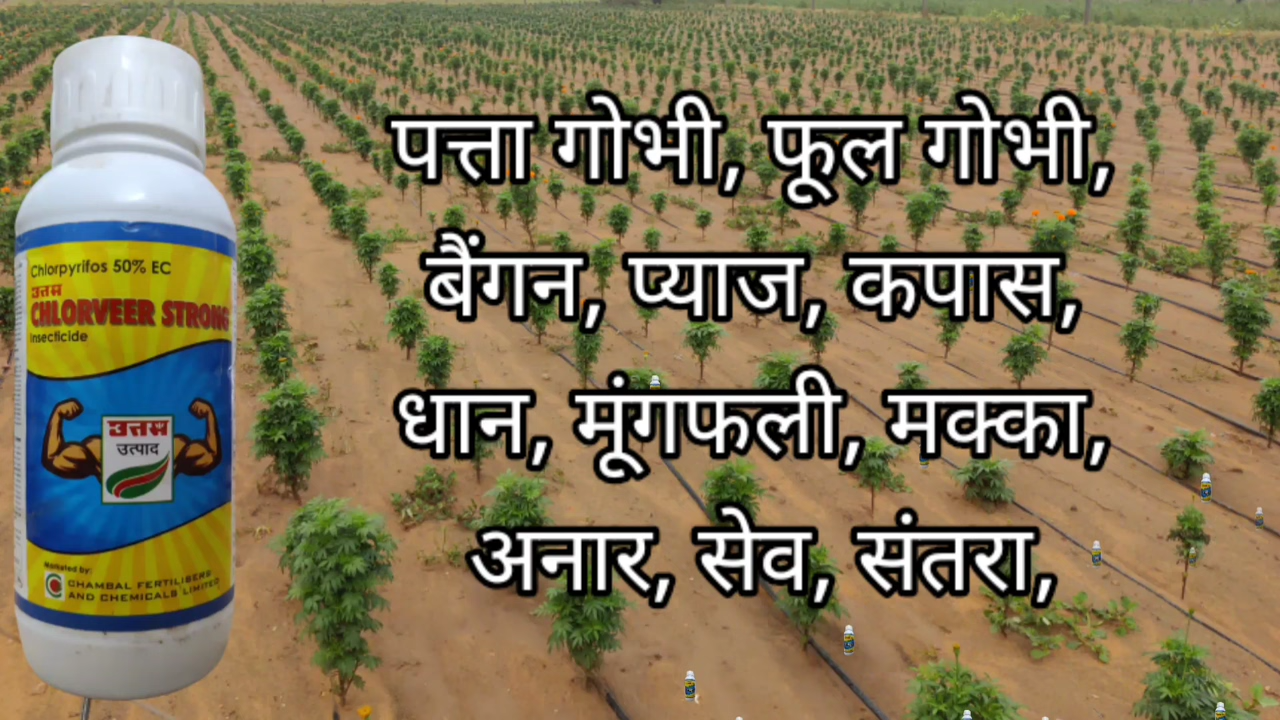 Chlorpyrifos 50% EC
उत्तम
CHLORVEER STRONG
Insecticide
उत्तम
उत्पाद
Marketed by:
CHAMBAL FERTILISERS
AND CHEMICALS LIMITED
पत्ता गोभी, फूल गोभी,
बैंगन, प्याज, कपास,
धान, मूंगफली, मक्का,
अनार, सेव, संतरा,